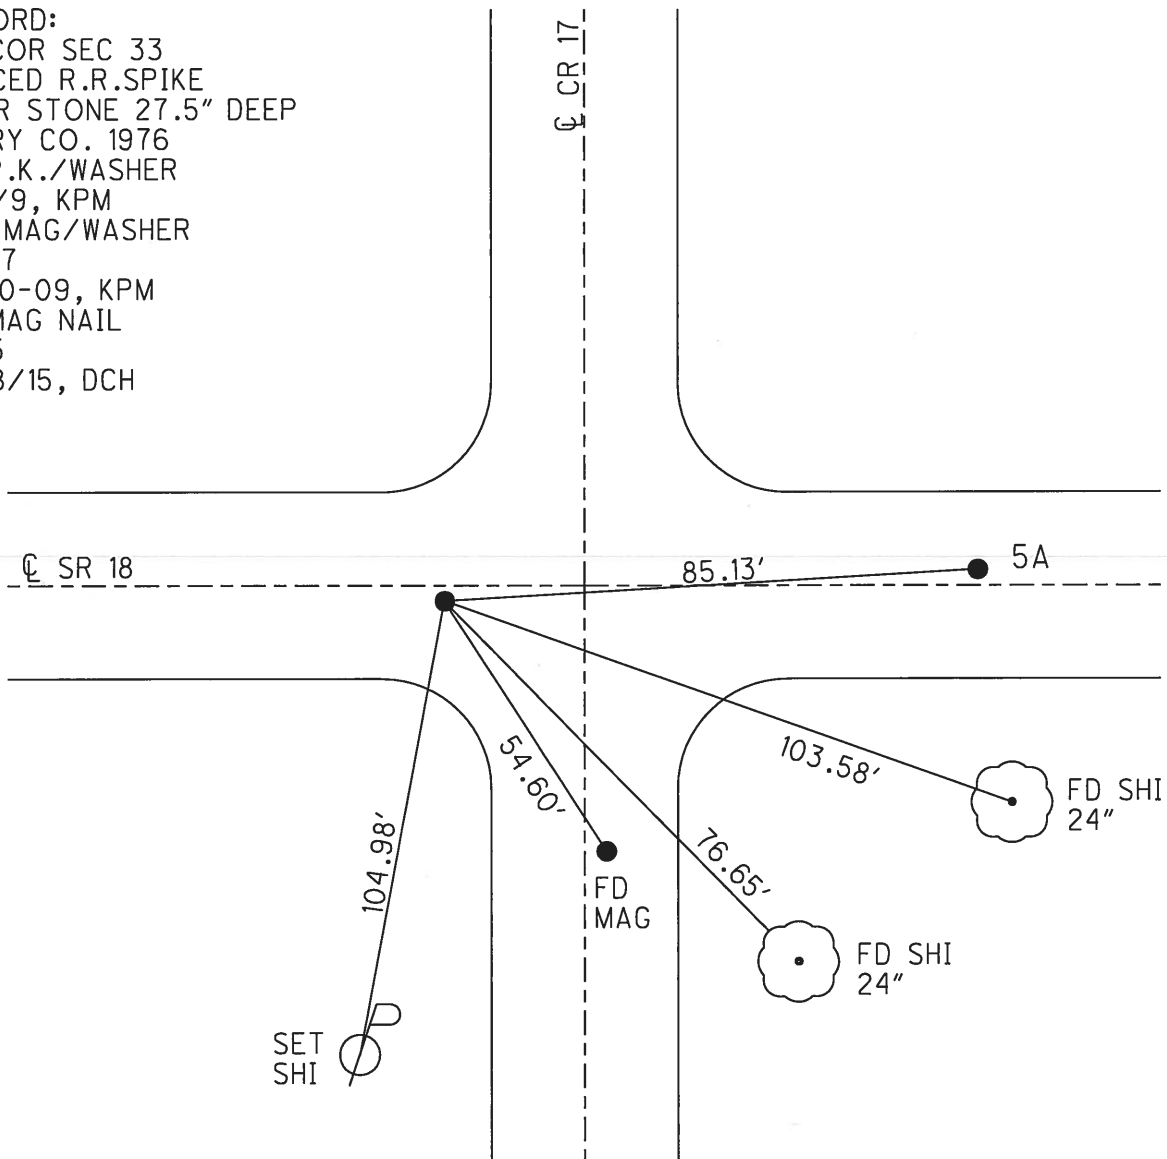 ORD:
COR SEC 33
CED R.R.SPIKE
R STONE 27.5" DEEP
RY CO. 1976
P.K./WASHER
/9, KPM
MAG/WASHER
7
0-09, KPM
MAG NAIL
8/15, DCH
℄ CR 17
℄ SR 18
85.13'
5A
103.58'
54.60'
76.65'
104.98'
FD SHI
24"
FD
MAG
FD SHI
24"
SET
SHI